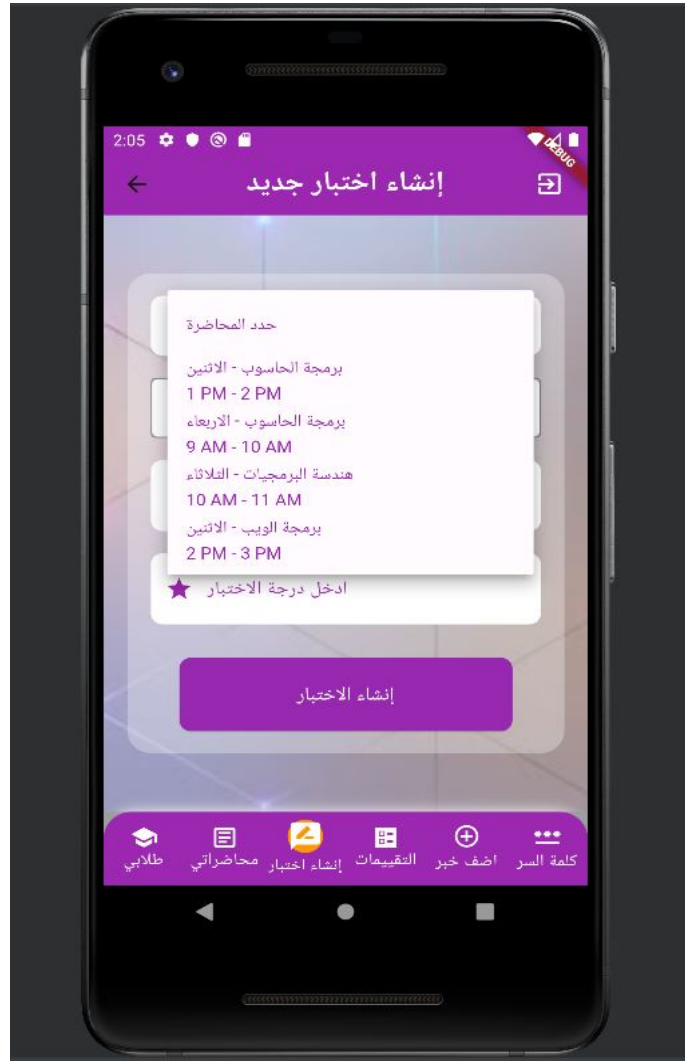 2:05
DEBUG
إنشاء اختبار جديد
حدد المحاضرة
برمجة الحاسوب - الاثنين
1 PM - 2 PM
برمجة الحاسوب - الاربعاء
9 AM - 10 AM
هندسة البرمجيات - الثلاثاء
10 AM - 11 AM
برمجة الويب - الاثنين
2 PM - 3 PM
ادخل درجة الاختبار
إنشاء الاختبار
كلمة السر
اضف خبر
التقييمات
إنشاء اختبار
محاضراتي
طلابي